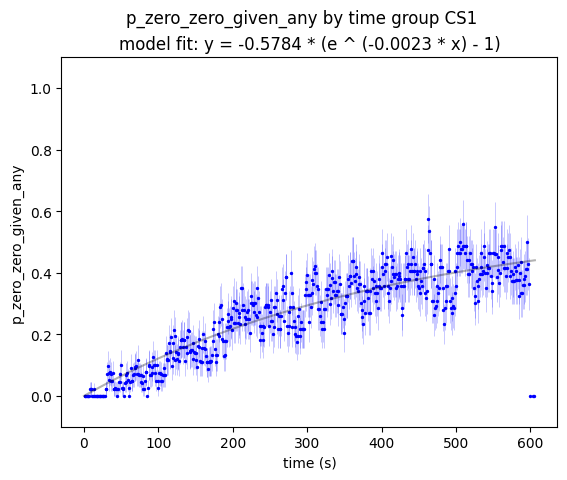 p_zero_zero_given_any by time group CS1
model fit: y = -0.5784 * (e ^ (-0.0023 * x) - 1)
p_zero_zero_given_any
1.0
0.8
0.6
0.4
0.2
0.0
0 100 200 300 400 500 600
time (s)